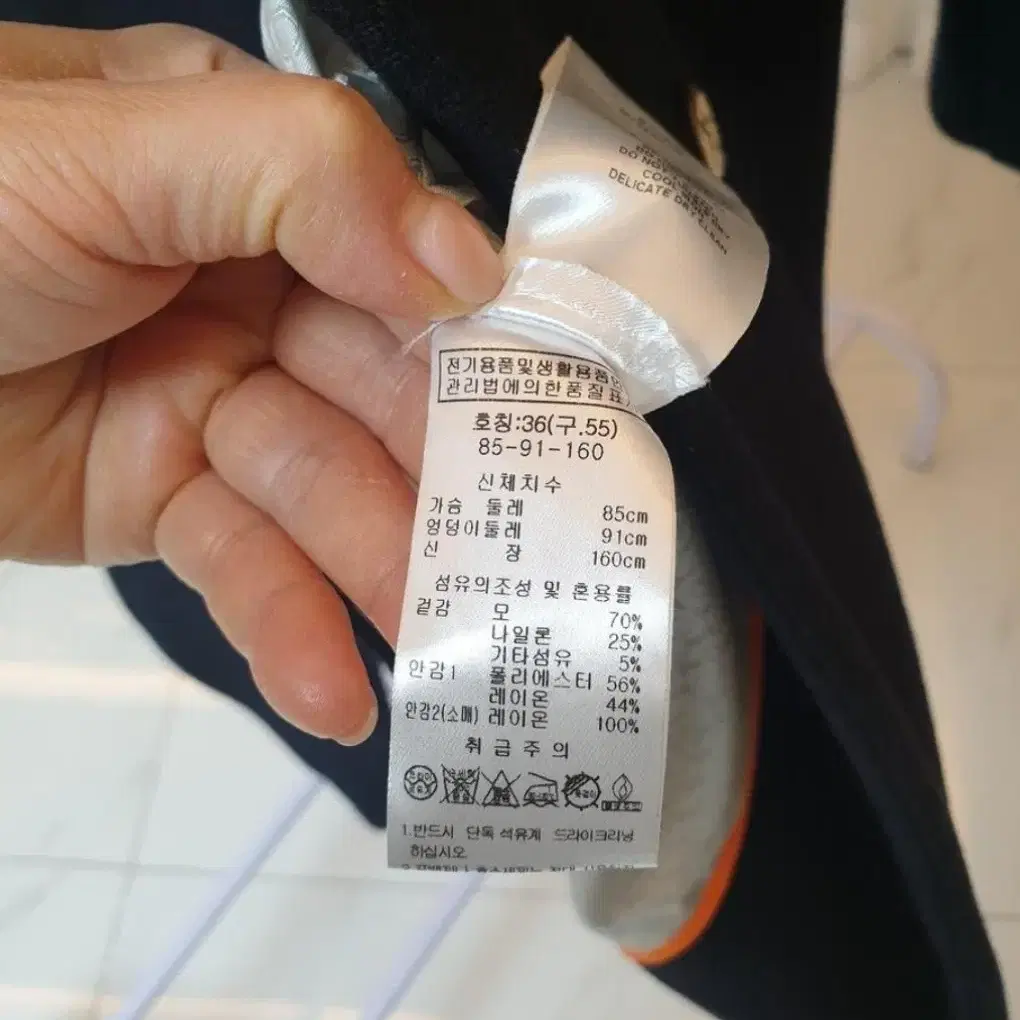 DO NOT
COOL IRON
DELICATE DRY CLEAN
전기용품및생활용품안
관리법에의한품질표
호칭:36(구.55)
85-91-160
신체치수
가슴 둘레 85cm
엉덩이둘레 91cm
신 장 160cm
섬유의조성 및 혼용률
겉감 모 70%
나일론 25%
기타섬유 5%
안감1 폴리에스터 56%
레이온 44%
안감2(소매) 레이온 100%
취급주의
드라이
1.반드시 단독 석유계 드라이크리닝
하십시오.